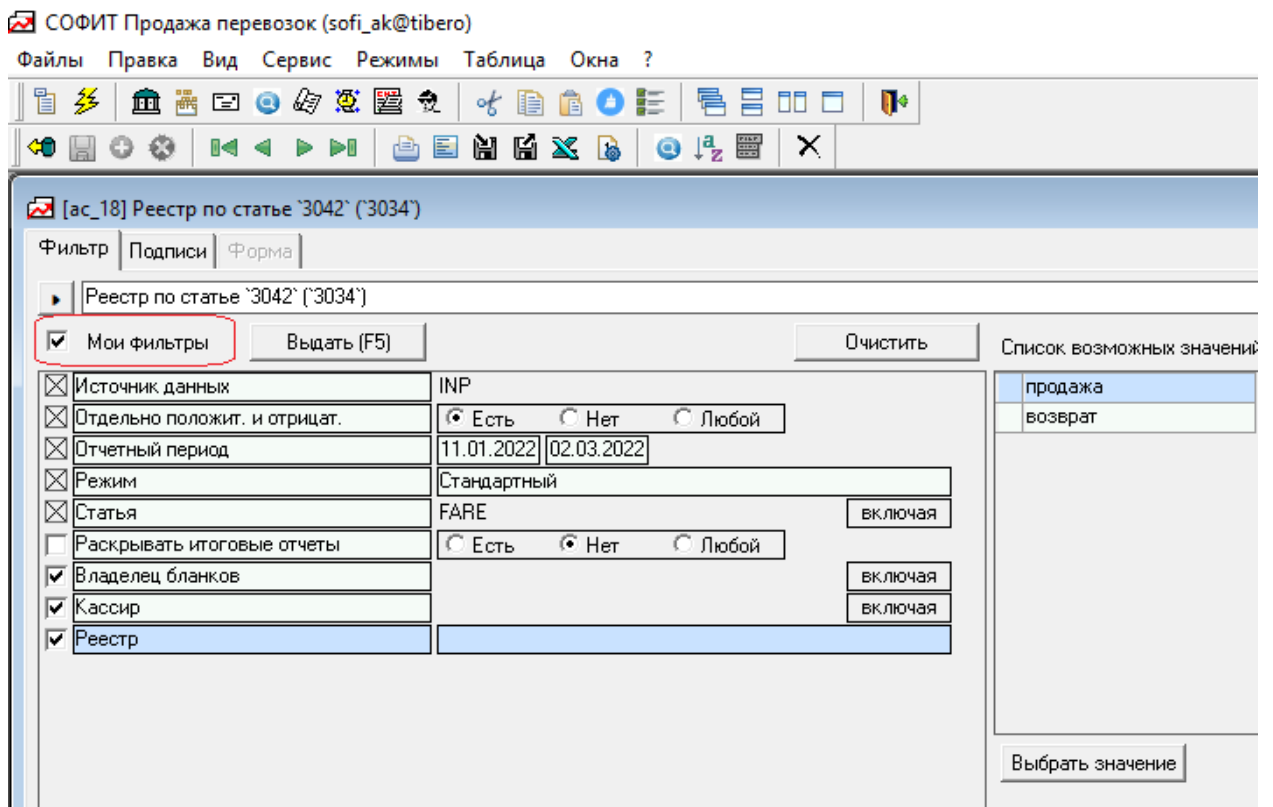 СОФИТ Продажа перевозок (sofi_ak@tibero)
Файлы Правка Вид Сервис Режимы Таблица Окна ?
[ac_18] Реестр по статье `3042` (`3034`)
Фильтр Подписи Форма
Реестр по статье `3042` (`3034`)
Мои фильтры Выдать (F5) Очистить Список возможных значений
Источник данных INP продажа
Отдельно положит. и отрицат. Есть Нет Любой возврат
Отчетный период 11.01.2022 02.03.2022
Режим Стандартный
Статья FARE включая
Раскрывать итоговые отчеты Есть Нет Любой
Владелец бланков включая
Кассир включая
Реестр
Выбрать значение